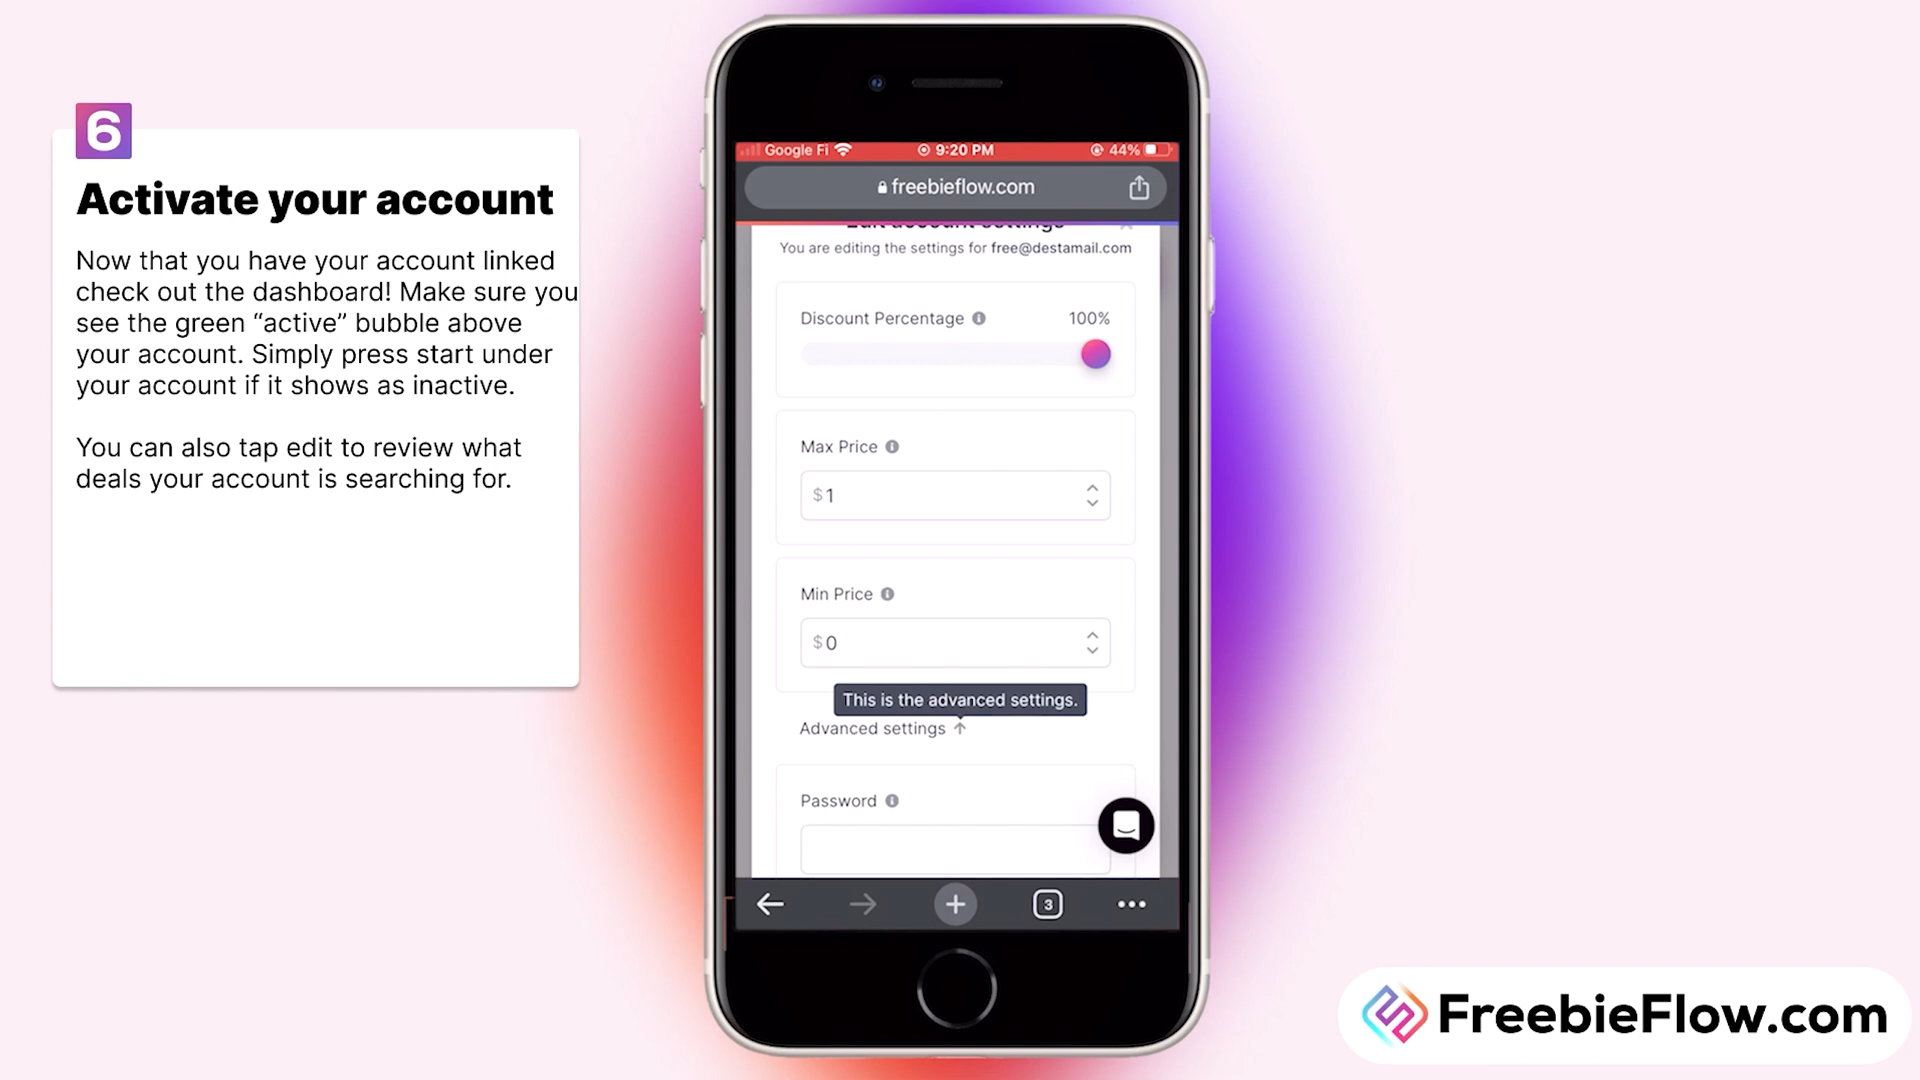 6
Activate your account
Now that you have your account linked
check out the dashboard! Make sure you
see the green “active” bubble above
your account. Simply press start under
your account if it shows as inactive.
You can also tap edit to review what
deals your account is searching for.
Google Fi 9:20 PM 44%
freebieflow.com
Edit account settings
You are editing the settings for free@destamail.com
Discount Percentage 100%
Max Price
$1
Min Price
$0
This is the advanced settings.
Advanced settings ↑
Password
3
FreebieFlow.com